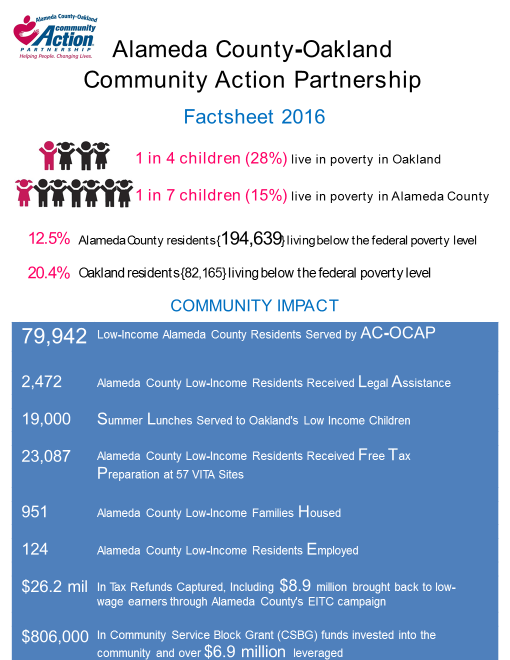 Alameda County-Oakland
community
Action
PARTNERSHIP
Helping People. Changing Lives.
Alameda County-Oakland
Community Action Partnership
Factsheet 2016
1 in 4 children (28%) live in poverty in Oakland
1 in 7 children (15%) live in poverty in Alameda County
12.5% Alameda County residents {194,639} living below the federal poverty level
20.4% Oakland residents {82,165} living below the federal poverty level
COMMUNITY IMPACT
79,942 Low-Income Alameda County Residents Served by AC-OCAP
2,472 Alameda County Low-Income Residents Received Legal Assistance
19,000 Summer Lunches Served to Oakland's Low Income Children
23,087 Alameda County Low-Income Residents Received Free Tax
Preparation at 57 VITA Sites
951 Alameda County Low-Income Families Housed
124 Alameda County Low-Income Residents Employed
$26.2 mil In Tax Refunds Captured, Including $8.9 million brought back to low-
wage earners through Alameda County's EITC campaign
$806,000 In Community Service Block Grant (CSBG) funds invested into the
community and over $6.9 million leveraged